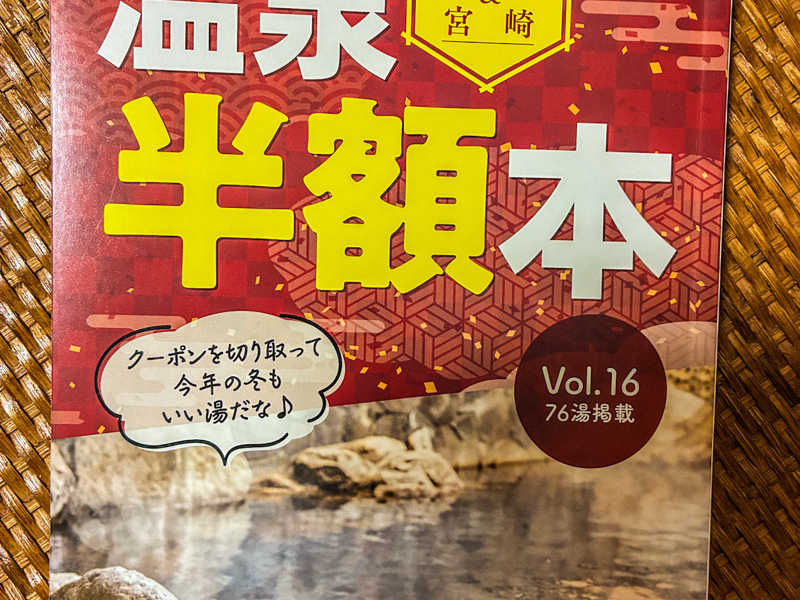 温泉
&
宮崎
半額本
クーポンを切り取って
今年の冬も
いい湯だな♪
Vol.16
76湯掲載